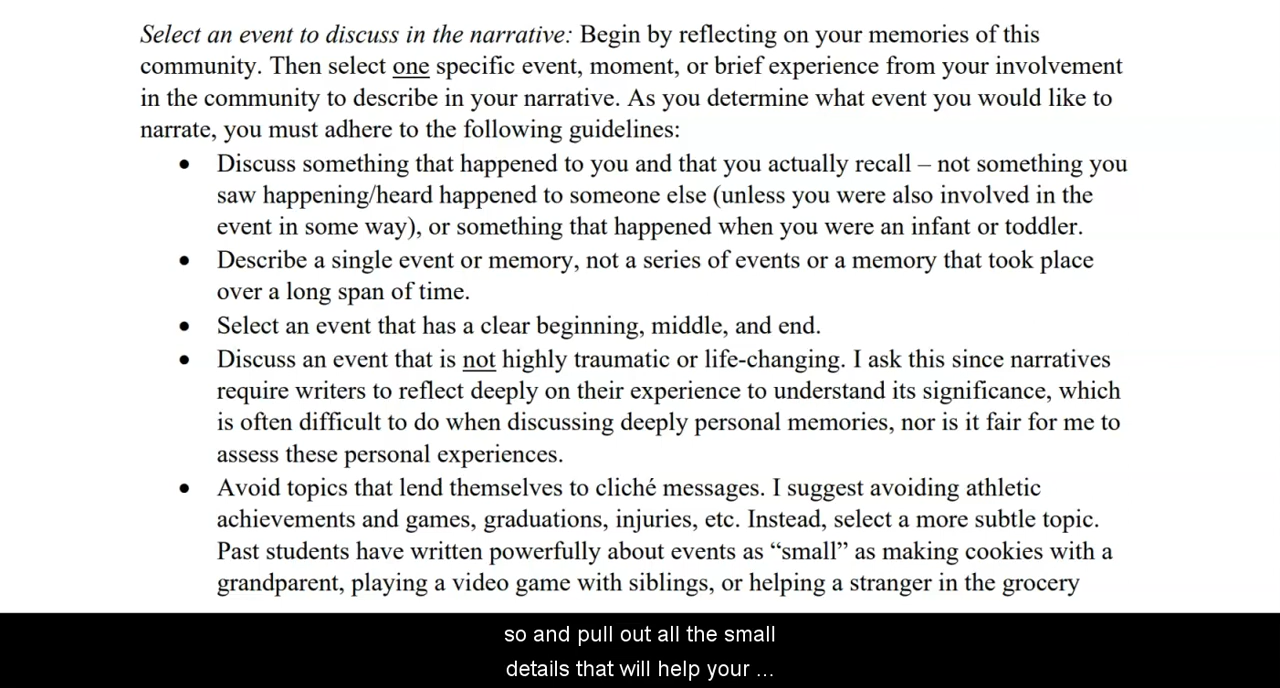 Select an event to discuss in the narrative: Begin by reflecting on your memories of this
community. Then select one specific event, moment, or brief experience from your involvement
in the community to describe in your narrative. As you determine what event you would like to
narrate, you must adhere to the following guidelines:
• Discuss something that happened to you and that you actually recall – not something you
saw happening/heard happened to someone else (unless you were also involved in the
event in some way), or something that happened when you were an infant or toddler.
• Describe a single event or memory, not a series of events or a memory that took place
over a long span of time.
• Select an event that has a clear beginning, middle, and end.
• Discuss an event that is not highly traumatic or life-changing. I ask this since narratives
require writers to reflect deeply on their experience to understand its significance, which
is often difficult to do when discussing deeply personal memories, nor is it fair for me to
assess these personal experiences.
• Avoid topics that lend themselves to cliché messages. I suggest avoiding athletic
achievements and games, graduations, injuries, etc. Instead, select a more subtle topic.
Past students have written powerfully about events as “small” as making cookies with a
grandparent, playing a video game with siblings, or helping a stranger in the grocery
so and pull out all the small
details that will help your ...